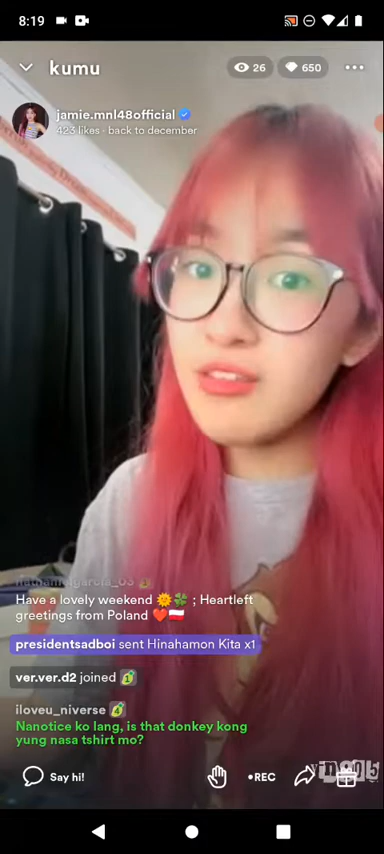 8:19
kumu
26
650
jamie.mnl48official
423 likes · back to december
Have a lovely weekend 🌞🍀 ; Heartleft
greetings from Poland ❤️🇵🇱
presidentsadboi sent Hinahamon Kita x1
ver.ver.d2 joined 1
iloveu_niverse 4
Nanotice ko lang, is that donkey kong
yung nasa tshirt mo?
Say hi!
•REC